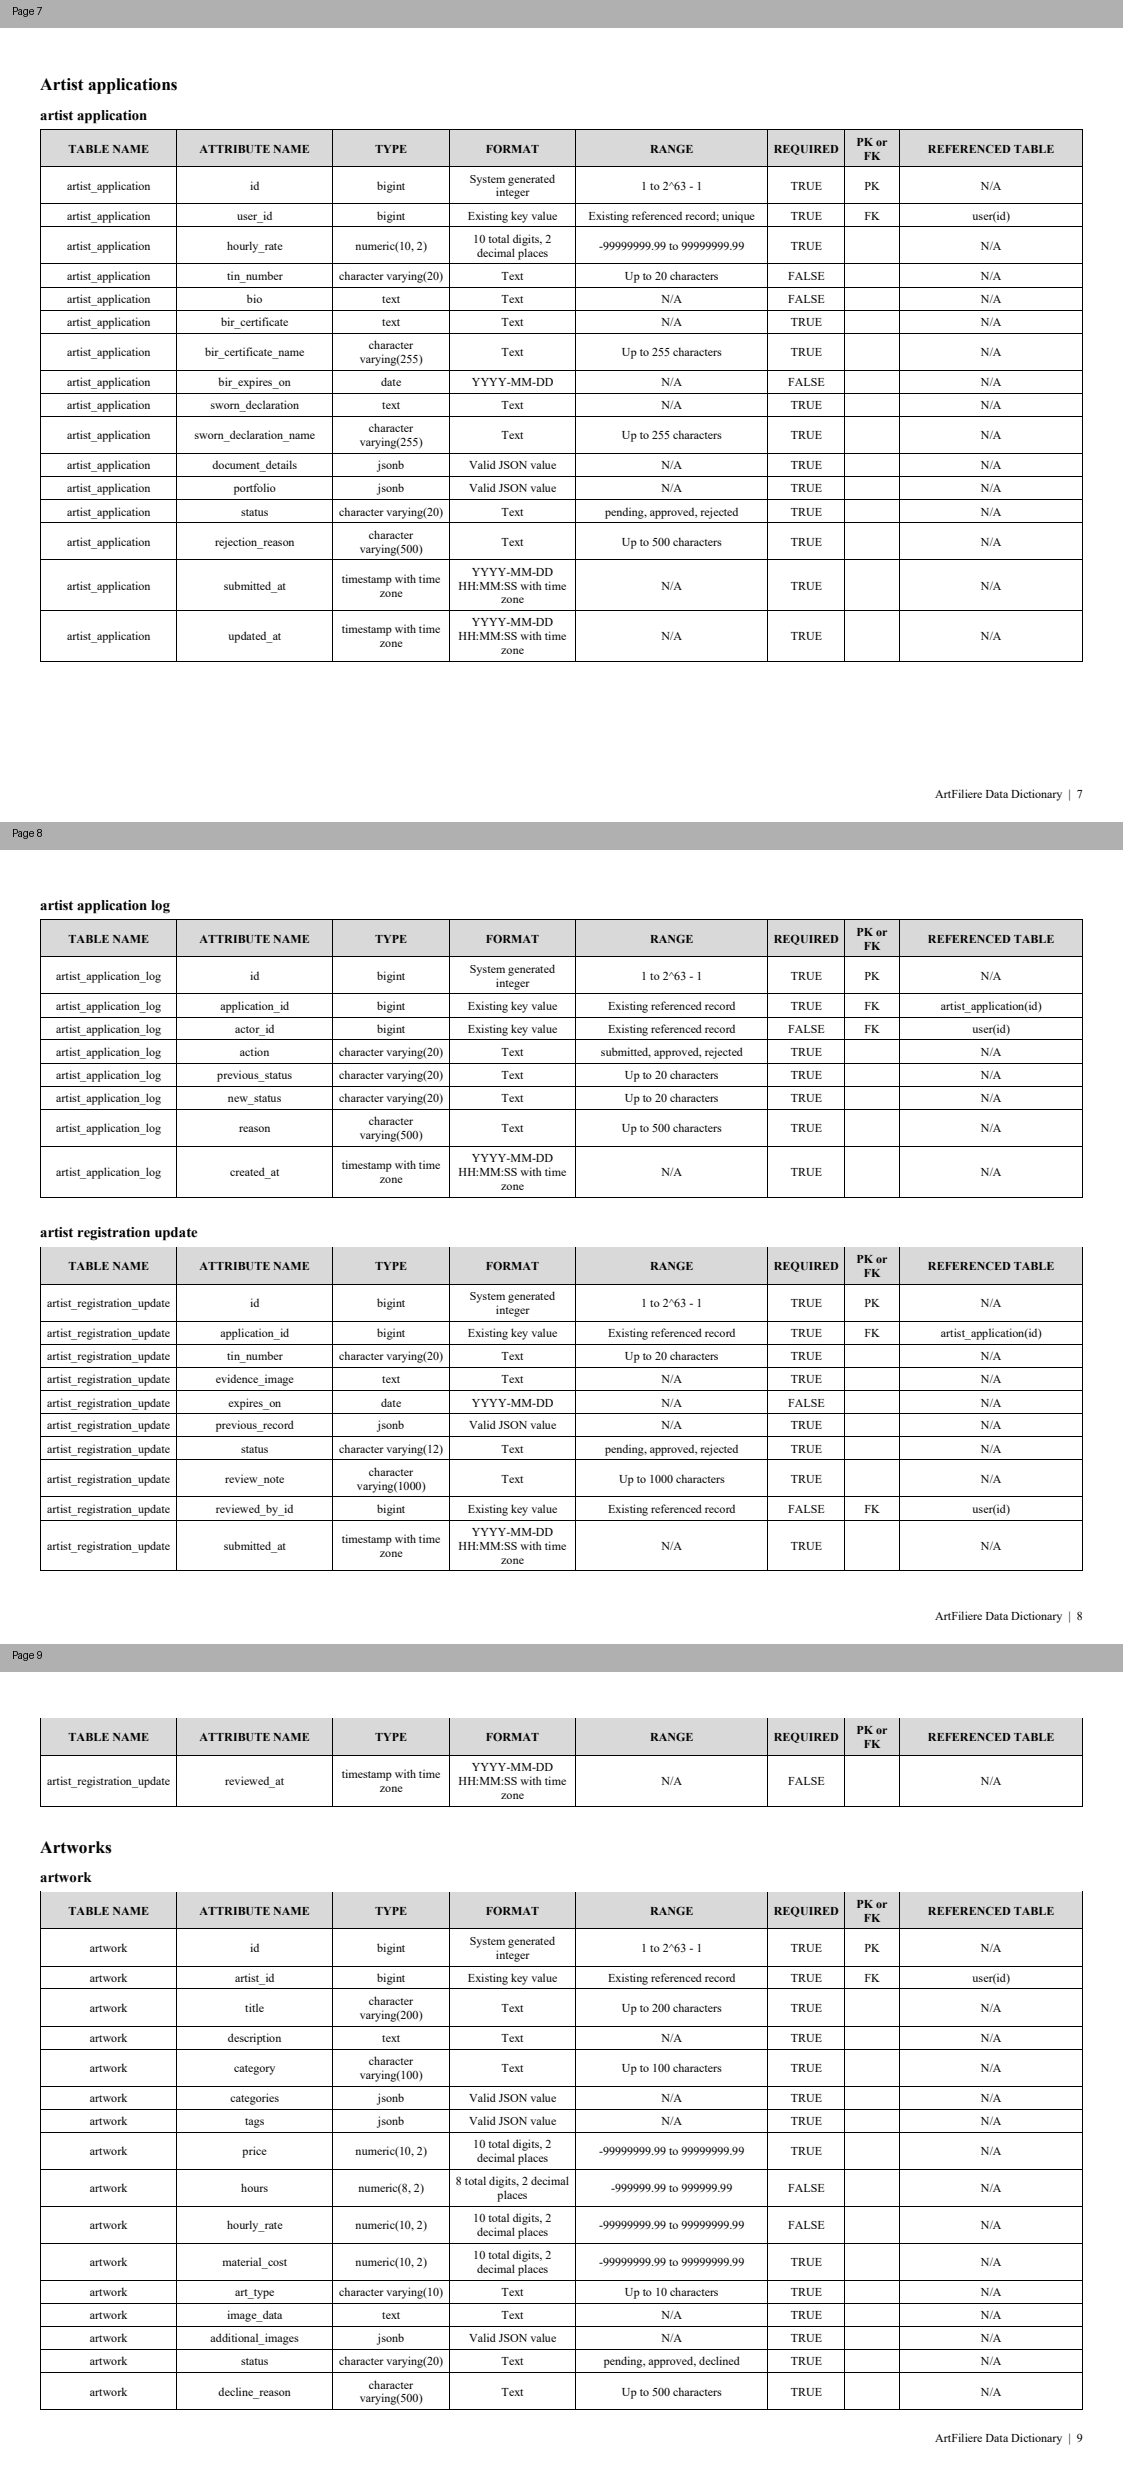 Page 7
Artist applications
artist application
TABLE NAME ATTRIBUTE NAME TYPE FORMAT RANGE REQUIRED PK or FK REFERENCED TABLE
artist_application id bigint System generated integer 1 to 2^63 - 1 TRUE PK N/A
artist_application user_id bigint Existing key value Existing referenced record; unique TRUE FK user(id)
artist_application hourly_rate numeric(10, 2) 10 total digits, 2 decimal places -99999999.99 to 99999999.99 TRUE N/A
artist_application tin_number character varying(20) Text Up to 20 characters FALSE N/A
artist_application bio text Text N/A FALSE N/A
artist_application bir_certificate text Text N/A TRUE N/A
artist_application bir_certificate_name character varying(255) Text Up to 255 characters TRUE N/A
artist_application bir_expires_on date YYYY-MM-DD N/A FALSE N/A
artist_application sworn_declaration text Text N/A TRUE N/A
artist_application sworn_declaration_name character varying(255) Text Up to 255 characters TRUE N/A
artist_application document_details jsonb Valid JSON value N/A TRUE N/A
artist_application portfolio jsonb Valid JSON value N/A TRUE N/A
artist_application status character varying(20) Text pending, approved, rejected TRUE N/A
artist_application rejection_reason character varying(500) Text Up to 500 characters TRUE N/A
artist_application submitted_at timestamp with time zone YYYY-MM-DD HH:MM:SS with time zone N/A TRUE N/A
artist_application updated_at timestamp with time zone YYYY-MM-DD HH:MM:SS with time zone N/A TRUE N/A
ArtFiliere Data Dictionary | 7
Page 8
artist application log
TABLE NAME ATTRIBUTE NAME TYPE FORMAT RANGE REQUIRED PK or FK REFERENCED TABLE
artist_application_log id bigint System generated integer 1 to 2^63 - 1 TRUE PK N/A
artist_application_log application_id bigint Existing key value Existing referenced record TRUE FK artist_application(id)
artist_application_log actor_id bigint Existing key value Existing referenced record FALSE FK user(id)
artist_application_log action character varying(20) Text submitted, approved, rejected TRUE N/A
artist_application_log previous_status character varying(20) Text Up to 20 characters TRUE N/A
artist_application_log new_status character varying(20) Text Up to 20 characters TRUE N/A
artist_application_log reason character varying(500) Text Up to 500 characters TRUE N/A
artist_application_log created_at timestamp with time zone YYYY-MM-DD HH:MM:SS with time zone N/A TRUE N/A
artist registration update
TABLE NAME ATTRIBUTE NAME TYPE FORMAT RANGE REQUIRED PK or FK REFERENCED TABLE
artist_registration_update id bigint System generated integer 1 to 2^63 - 1 TRUE PK N/A
artist_registration_update application_id bigint Existing key value Existing referenced record TRUE FK artist_application(id)
artist_registration_update tin_number character varying(20) Text Up to 20 characters TRUE N/A
artist_registration_update evidence_image text Text N/A TRUE N/A
artist_registration_update expires_on date YYYY-MM-DD N/A FALSE N/A
artist_registration_update previous_record jsonb Valid JSON value N/A TRUE N/A
artist_registration_update status character varying(12) Text pending, approved, rejected TRUE N/A
artist_registration_update review_note character varying(1000) Text Up to 1000 characters TRUE N/A
artist_registration_update reviewed_by_id bigint Existing key value Existing referenced record FALSE FK user(id)
artist_registration_update submitted_at timestamp with time zone YYYY-MM-DD HH:MM:SS with time zone N/A TRUE N/A
ArtFiliere Data Dictionary | 8
Page 9
TABLE NAME ATTRIBUTE NAME TYPE FORMAT RANGE REQUIRED PK or FK REFERENCED TABLE
artist_registration_update reviewed_at timestamp with time zone YYYY-MM-DD HH:MM:SS with time zone N/A FALSE N/A
Artworks
artwork
TABLE NAME ATTRIBUTE NAME TYPE FORMAT RANGE REQUIRED PK or FK REFERENCED TABLE
artwork id bigint System generated integer 1 to 2^63 - 1 TRUE PK N/A
artwork artist_id bigint Existing key value Existing referenced record TRUE FK user(id)
artwork title character varying(200) Text Up to 200 characters TRUE N/A
artwork description text Text N/A TRUE N/A
artwork category character varying(100) Text Up to 100 characters TRUE N/A
artwork categories jsonb Valid JSON value N/A TRUE N/A
artwork tags jsonb Valid JSON value N/A TRUE N/A
artwork price numeric(10, 2) 10 total digits, 2 decimal places -99999999.99 to 99999999.99 TRUE N/A
artwork hours numeric(8, 2) 8 total digits, 2 decimal places -999999.99 to 999999.99 FALSE N/A
artwork hourly_rate numeric(10, 2) 10 total digits, 2 decimal places -99999999.99 to 99999999.99 FALSE N/A
artwork material_cost numeric(10, 2) 10 total digits, 2 decimal places -99999999.99 to 99999999.99 TRUE N/A
artwork art_type character varying(10) Text Up to 10 characters TRUE N/A
artwork image_data text Text N/A TRUE N/A
artwork additional_images jsonb Valid JSON value N/A TRUE N/A
artwork status character varying(20) Text pending, approved, declined TRUE N/A
artwork decline_reason character varying(500) Text Up to 500 characters TRUE N/A
ArtFiliere Data Dictionary | 9